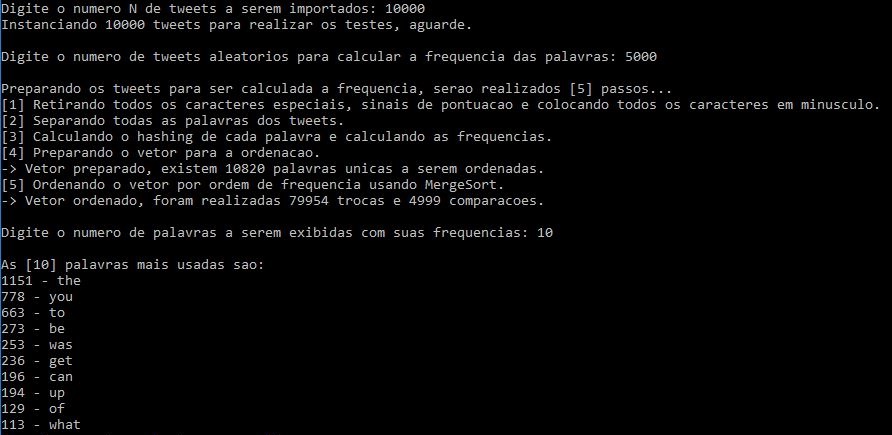 Digite o numero N de tweets a serem importados: 10000
Instanciando 10000 tweets para realizar os testes, aguarde.
Digite o numero de tweets aleatorios para calcular a frequencia das palavras: 5000
Preparando os tweets para ser calculada a frequencia, serao realizados [5] passos...
[1] Retirando todos os caracteres especiais, sinais de pontuacao e colocando todos os caracteres em minusculo.
[2] Separando todas as palavras dos tweets.
[3] Calculando o hashing de cada palavra e calculando as frequencias.
[4] Preparando o vetor para a ordenacao.
-> Vetor preparado, existem 10820 palavras unicas a serem ordenadas.
[5] Ordenando o vetor por ordem de frequencia usando MergeSort.
-> Vetor ordenado, foram realizadas 79954 trocas e 4999 comparacoes.
Digite o numero de palavras a serem exibidas com suas frequencias: 10
As [10] palavras mais usadas sao:
1151 - the
778 - you
663 - to
273 - be
253 - was
236 - get
196 - can
194 - up
129 - of
113 - what